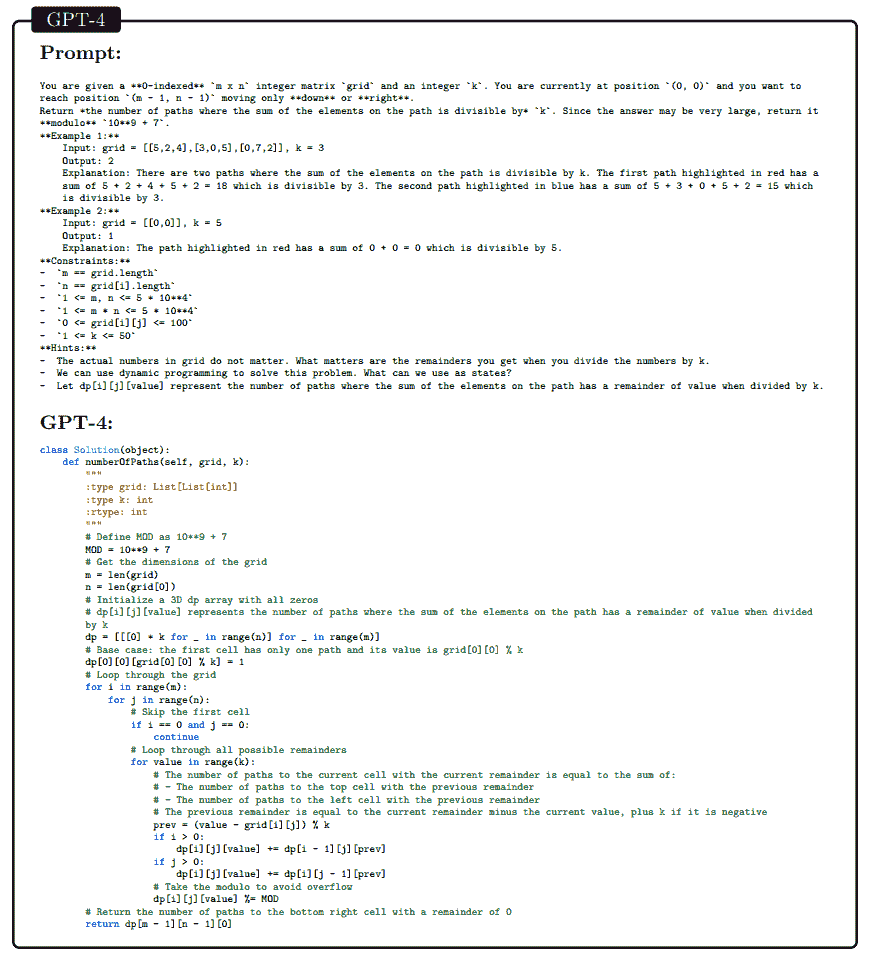 GPT-4
Prompt:
You are given a **0-indexed** `m x n` integer matrix `grid` and an integer `k`. You are currently at position `(0, 0)` and you want to
reach position `(m - 1, n - 1)` moving only **down** or **right**.
Return *the number of paths where the sum of the elements on the path is divisible by* `k`. Since the answer may be very large, return it
**modulo** `10**9 + 7`.
**Example 1:**
    Input: grid = [[5,2,4],[3,0,5],[0,7,2]], k = 3
    Output: 2
    Explanation: There are two paths where the sum of the elements on the path is divisible by k. The first path highlighted in red has a
    sum of 5 + 2 + 4 + 5 + 2 = 18 which is divisible by 3. The second path highlighted in blue has a sum of 5 + 3 + 0 + 5 + 2 = 15 which
    is divisible by 3.
**Example 2:**
    Input: grid = [[0,0]], k = 5
    Output: 1
    Explanation: The path highlighted in red has a sum of 0 + 0 = 0 which is divisible by 5.
**Constraints:**
- `m == grid.length`
- `n == grid[i].length`
- `1 <= m, n <= 5 * 10**4`
- `1 <= m * n <= 5 * 10**4`
- `0 <= grid[i][j] <= 100`
- `1 <= k <= 50`
**Hints:**
- The actual numbers in grid do not matter. What matters are the remainders you get when you divide the numbers by k.
- We can use dynamic programming to solve this problem. What can we use as states?
- Let dp[i][j][value] represent the number of paths where the sum of the elements on the path has a remainder of value when divided by k.
GPT-4:
class Solution(object):
    def numberOfPaths(self, grid, k):
        """
        :type grid: List[List[int]]
        :type k: int
        :rtype: int
        """
        # Define MOD as 10**9 + 7
        MOD = 10**9 + 7
        # Get the dimensions of the grid
        m = len(grid)
        n = len(grid[0])
        # Initialize a 3D dp array with all zeros
        # dp[i][j][value] represents the number of paths where the sum of the elements on the path has a remainder of value when divided
        by k
        dp = [[[0] * k for _ in range(n)] for _ in range(m)]
        # Base case: the first cell has only one path and its value is grid[0][0] % k
        dp[0][0][grid[0][0] % k] = 1
        # Loop through the grid
        for i in range(m):
            for j in range(n):
                # Skip the first cell
                if i == 0 and j == 0:
                    continue
                # Loop through all possible remainders
                for value in range(k):
                    # The number of paths to the current cell with the current remainder is equal to the sum of:
                    # - The number of paths to the top cell with the previous remainder
                    # - The number of paths to the left cell with the previous remainder
                    # The previous remainder is equal to the current remainder minus the current value, plus k if it is negative
                    prev = (value - grid[i][j]) % k
                    if i > 0:
                        dp[i][j][value] += dp[i - 1][j][prev]
                    if j > 0:
                        dp[i][j][value] += dp[i][j - 1][prev]
                    # Take the modulo to avoid overflow
                    dp[i][j][value] %= MOD
        # Return the number of paths to the bottom right cell with a remainder of 0
        return dp[m - 1][n - 1][0]